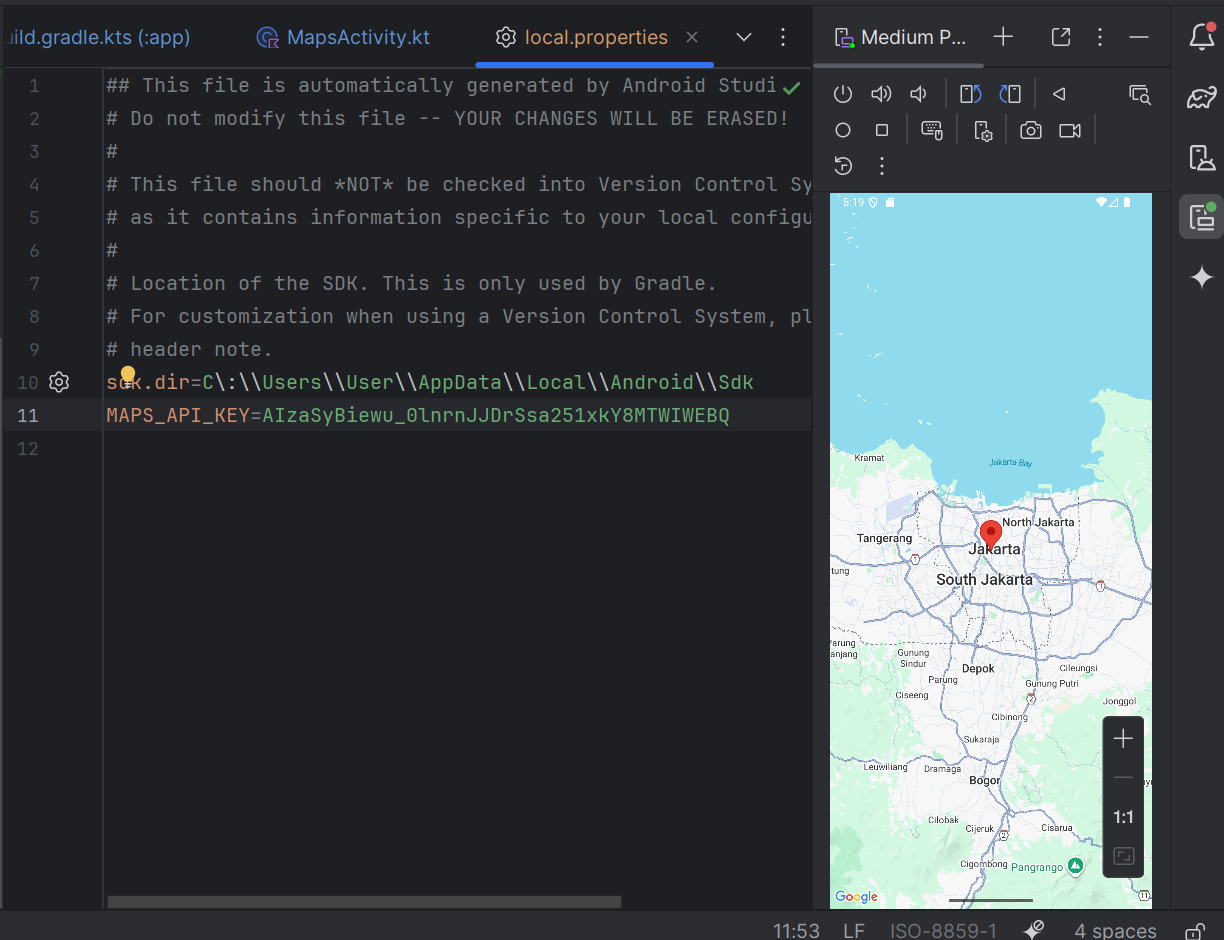 ild.gradle.kts (:app)
MapsActivity.kt
local.properties
Medium P...
1 ## This file is automatically generated by Android Studi
2 # Do not modify this file -- YOUR CHANGES WILL BE ERASED!
3 #
4 # This file should *NOT* be checked into Version Control Sy
5 # as it contains information specific to your local configu
6 #
7 # Location of the SDK. This is only used by Gradle.
8 # For customization when using a Version Control System, pl
9 # header note.
10 sdk.dir=C\:\\Users\\User\\AppData\\Local\\Android\\Sdk
11 MAPS_API_KEY=AIzaSyBiewu_0lnrnJJDrSsa251xkY8MTWIWEBQ
12
5:19
Kramat
Jakarta Bay
North Jakarta
Tangerang
Jakarta
1
tung
South Jakarta
1
Parung
anjang
Gunung
Sindur
Depok
Cileungsi
Parung
Gunung Putri
Ciseeng
2
Jonggol
Cibinong
Sukaraja
Leuwiliang
Dramaga
Bogor
1:1
Cilobak
Cijeruk
2
Cisarua
Cigombong
Pangrango
Google
11
11:53
LF
ISO-8859-1
4 spaces